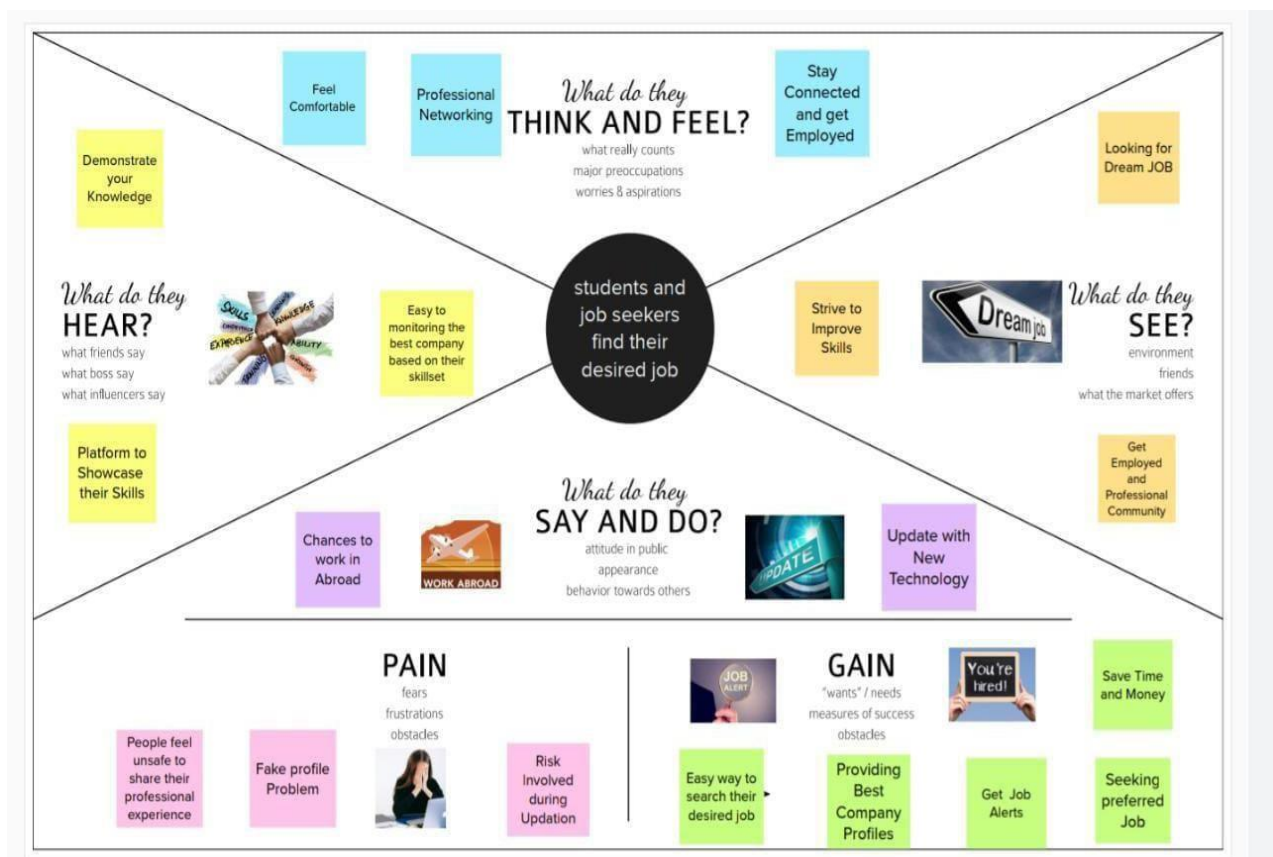 Feel
Comfortable
Professional
Networking
What do they
THINK AND FEEL?
what really counts
major preoccupations
worries & aspirations
Stay
Connected
and get
Employed
Demonstrate
your
Knowledge
What do they
HEAR?
what friends say
what boss say
what influencers say
SKILLS
KNOWLEDGE
EXPERIENCE
ABILITY
TRAINING
Easy to
monitoring the
best company
based on their
skillset
Platform to
Showcase
their Skills
students and
job seekers
find their
desired job
Looking for
Dream JOB
Strive to
Improve
Skills
Dream job
What do they
SEE?
environment
friends
what the market offers
Get
Employed
and
Professional
Community
What do they
SAY AND DO?
attitude in public
appearance
behavior towards others
Chances to
work in
Abroad
WORK ABROAD
UPDATE
Update with
New
Technology
PAIN
fears
frustrations
obstacles
People feel
unsafe to
share their
professional
experience
Fake profile
Problem
Risk
Involved
during
Updation
GAIN
"wants" / needs
measures of success
obstacles
JOB
ALERT
You're
hired!
Save Time
and Money
Easy way to
search their
desired job
Providing
Best
Company
Profiles
Get Job
Alerts
Seeking
preferred
Job